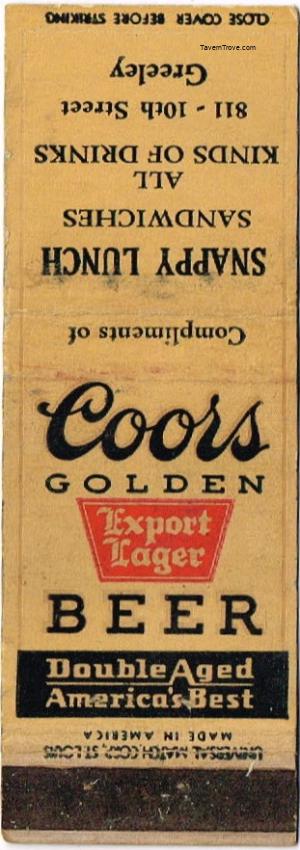 CLOSE COVER BEFORE STRIKING
TavernTrove.com
Compliments of
SNAPPY LUNCH
SANDWICHES
ALL
KINDS OF DRINKS
811 - 10th Street
Greeley
Coors
GOLDEN
Export
Lager
BEER
Double Aged
America's Best
MADE IN AMERICA
UNIVERSAL MATCH CORP., ST. LOUIS